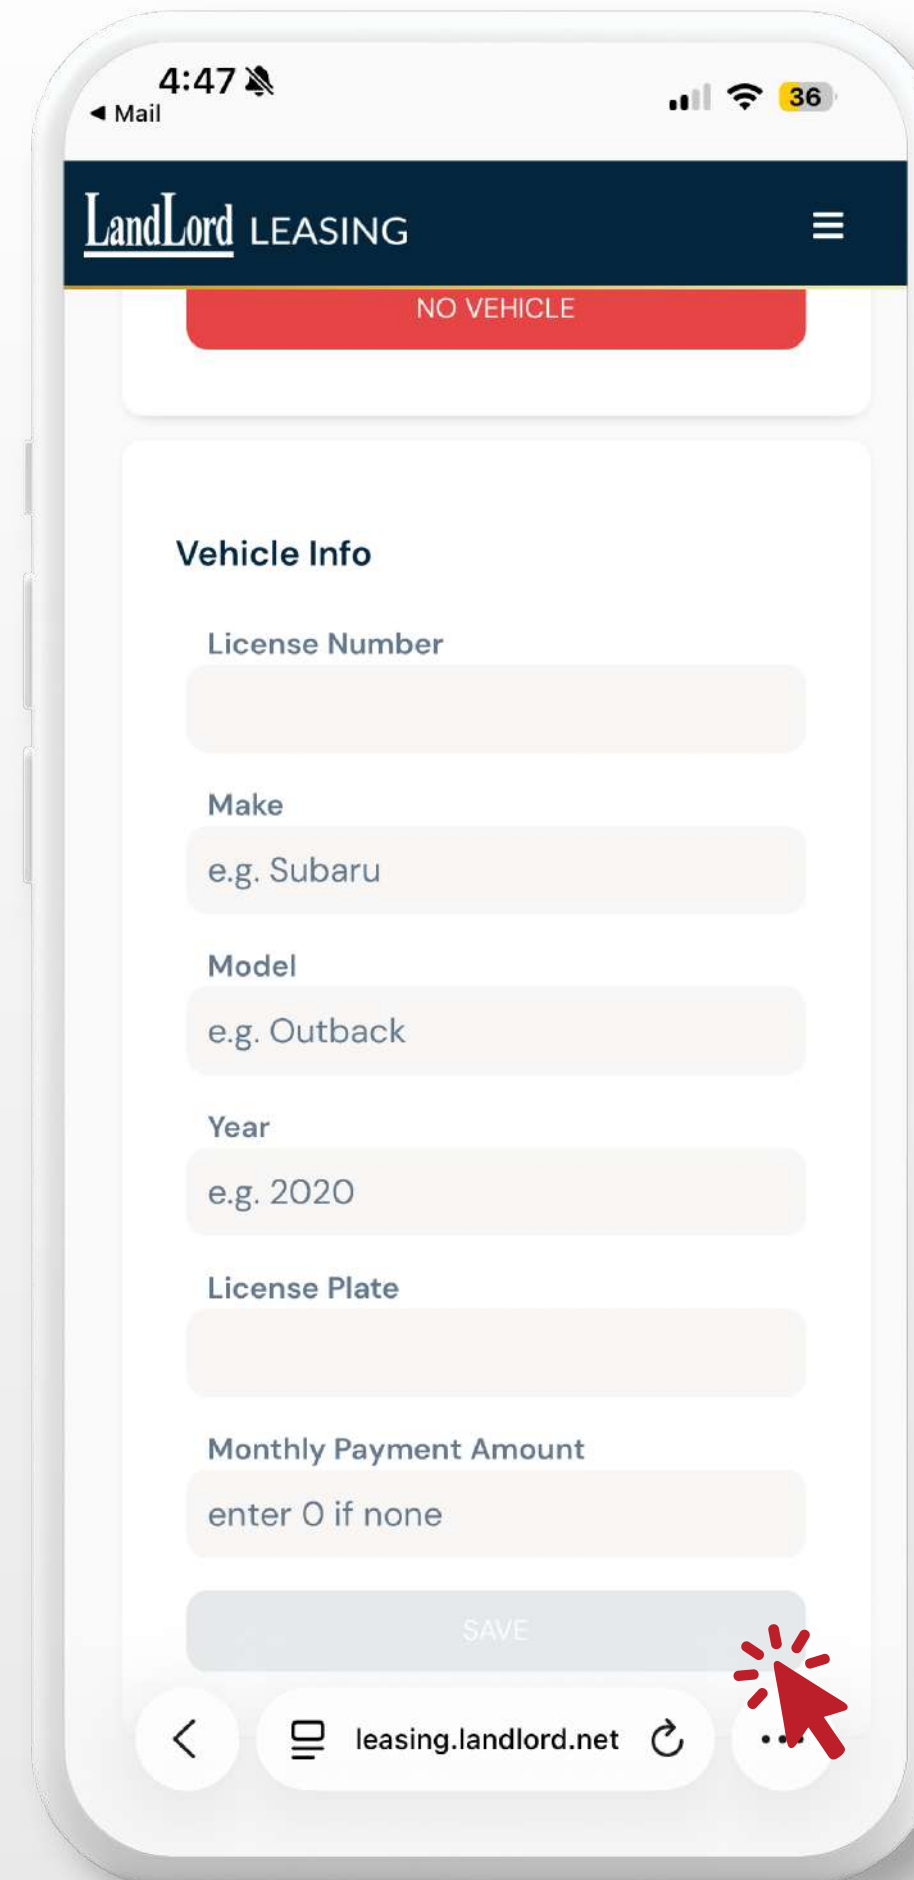 4:47
◀ Mail
36
LandLord LEASING
NO VEHICLE
Vehicle Info
License Number
Make
e.g. Subaru
Model
e.g. Outback
Year
e.g. 2020
License Plate
Monthly Payment Amount
enter 0 if none
SAVE
leasing.landlord.net